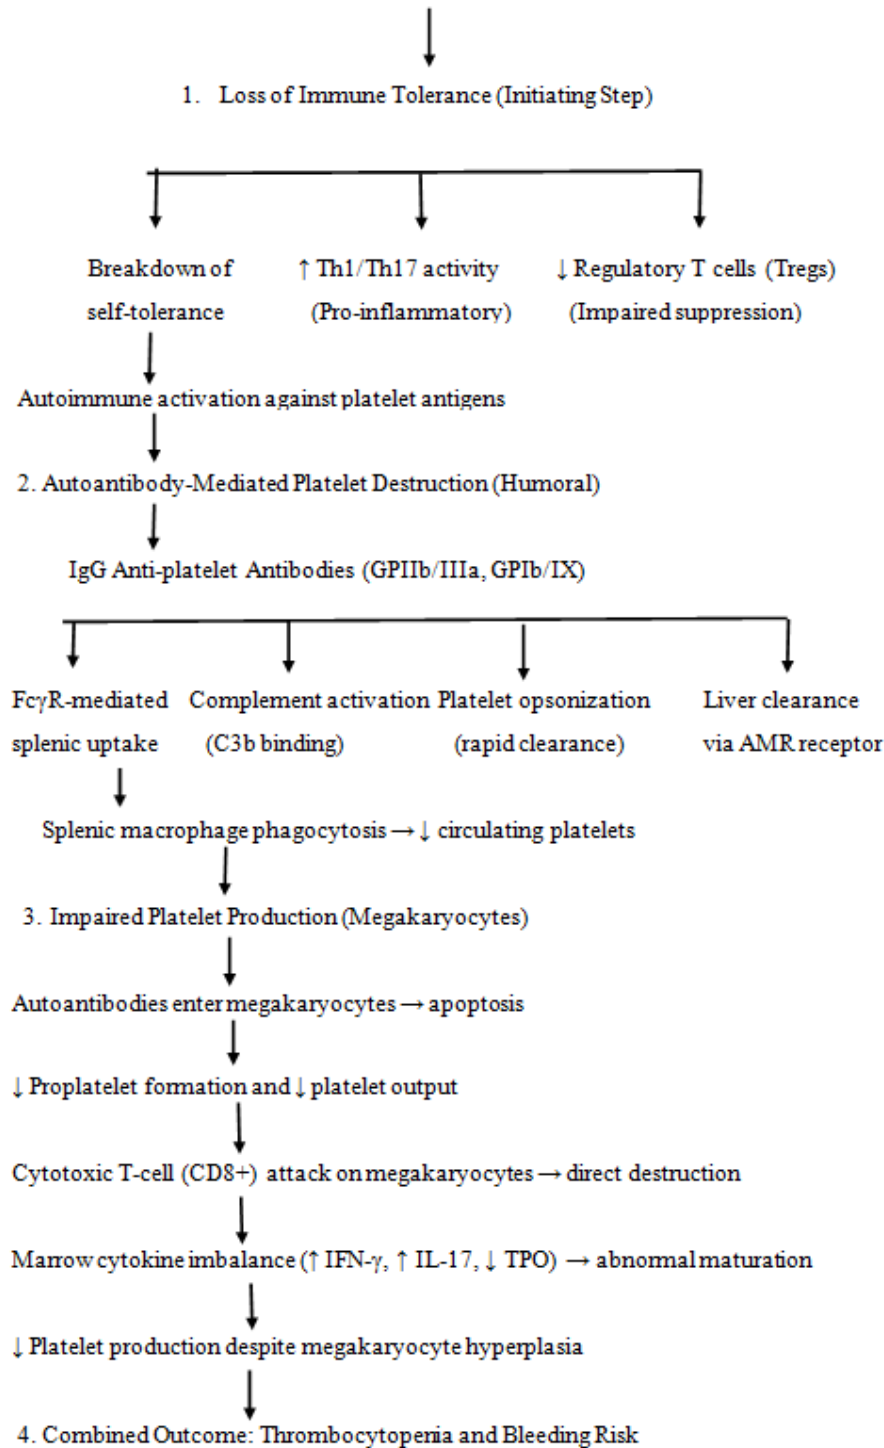 1. Loss of Immune Tolerance (Initiating Step)
Breakdown of ↑ Th1/Th17 activity ↓ Regulatory T cells (Tregs)
self-tolerance (Pro-inflammatory) (Impaired suppression)
Autoimmune activation against platelet antigens
2. Autoantibody-Mediated Platelet Destruction (Humoral)
IgG Anti-platelet Antibodies (GPIIb/IIIa, GPIb/IX)
FcγR-mediated Complement activation Platelet opsonization Liver clearance
splenic uptake (C3b binding) (rapid clearance) via AMR receptor
Splenic macrophage phagocytosis → ↓ circulating platelets
3. Impaired Platelet Production (Megakaryocytes)
Autoantibodies enter megakaryocytes → apoptosis
↓ Proplatelet formation and ↓ platelet output
Cytotoxic T-cell (CD8+) attack on megakaryocytes → direct destruction
Marrow cytokine imbalance (↑ IFN-γ, ↑ IL-17, ↓ TPO) → abnormal maturation
↓ Platelet production despite megakaryocyte hyperplasia
4. Combined Outcome: Thrombocytopenia and Bleeding Risk